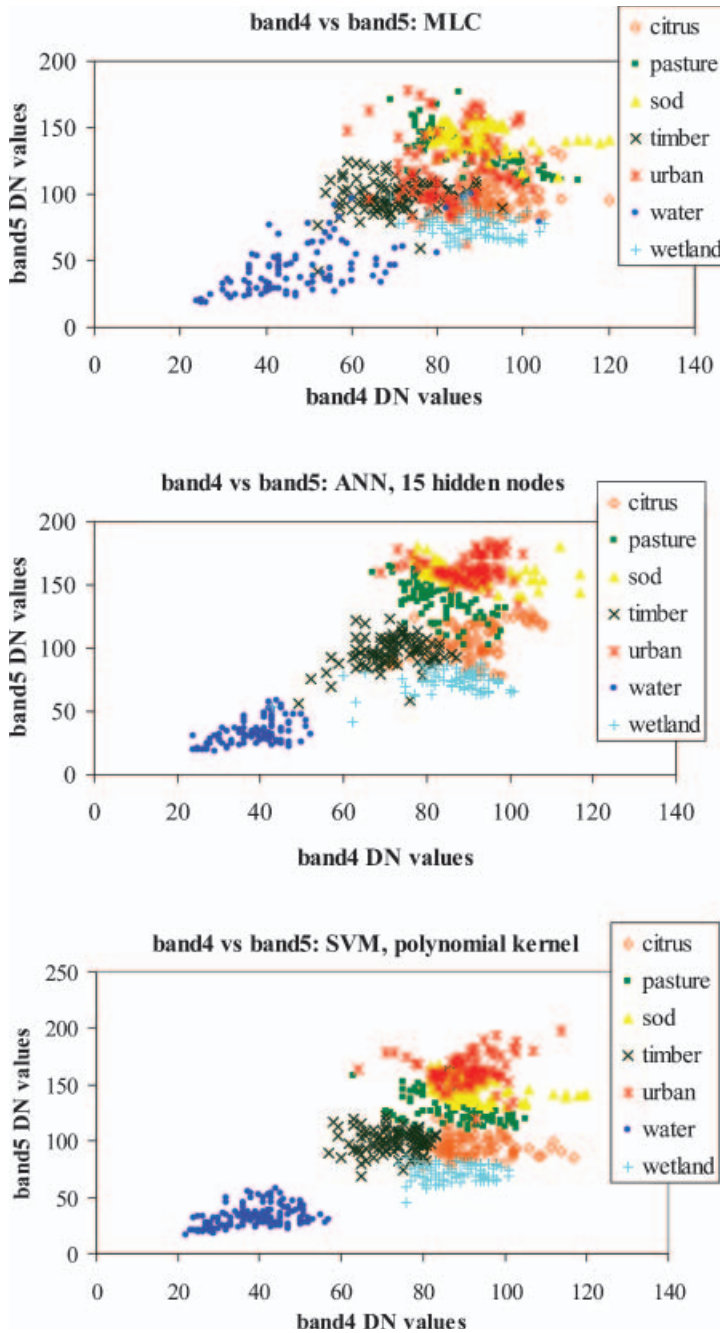 band4 vs band5: MLC
band5 DN values
200
150
100
50
0
0 20 40 60 80 100 120 140
band4 DN values
citrus
pasture
sod
timber
urban
water
wetland
band4 vs band5: ANN, 15 hidden nodes
band5 DN values
200
150
100
50
0
0 20 40 60 80 100 120 140
band4 DN values
citrus
pasture
sod
timber
urban
water
wetland
band4 vs band5: SVM, polynomial kernel
band5 DN values
250
200
150
100
50
0
0 20 40 60 80 100 120 140
band4 DN values
citrus
pasture
sod
timber
urban
water
wetland